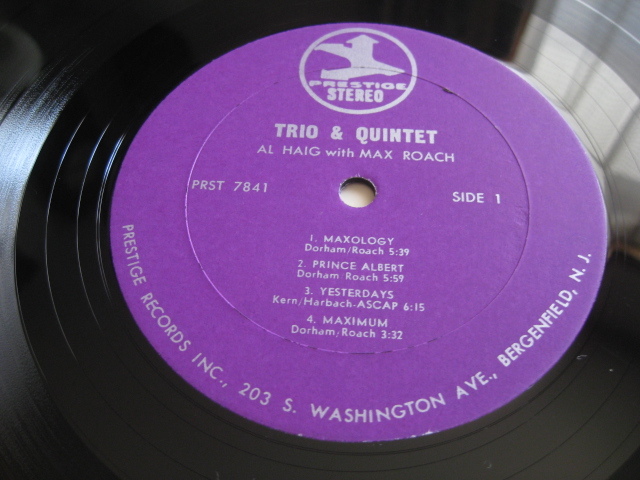 PRESTIGE
STEREO
TRIO & QUINTET
AL HAIG with MAX ROACH
PRST 7841
SIDE 1
1. MAXOLOGY
Dorham/Roach 5:39
2. PRINCE ALBERT
Dorham Roach 5:59
3. YESTERDAYS
Kern/Harbach-ASCAP 6:15
4. MAXIMUM
Dorham/Roach 3:32
PRESTIGE RECORDS INC., 203 S. WASHINGTON AVE., BERGENFIELD, N. J.